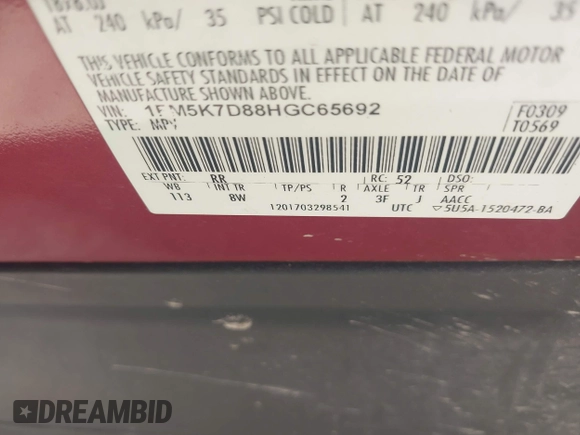 AT 240 kPa/ 35 PSI COLD AT 240 kPa/ 35
THIS VEHICLE CONFORMS TO ALL APPLICABLE FEDERAL MOTOR
VEHICLE SAFETY STANDARDS IN EFFECT ON THE DATE OF
MANUFACTURE SHOWN ABOVE.
VIN: 1FM5K7D88HGC65692
TYPE: MPV
F0309
T0569
EXT PNT: RR RC: 52 DSO:
WB INT TR TP/PS R AXLE TR SPR
113 8W 2 3F J AACC
1201703298541 UTC ▽5U5A-1520472-BA
DREAMBID